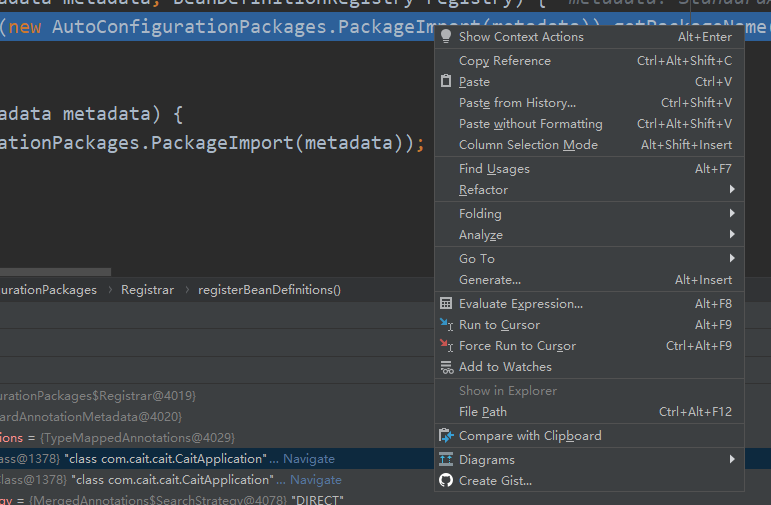 adata metadata, BeanDefinitionRegistry registry) { metadata: Standard
(new AutoConfigurationPackages.PackageImport(metadata)).getPackageName(
Show Context Actions Alt+Enter
Copy Reference Ctrl+Alt+Shift+C
Paste Ctrl+V
Paste from History... Ctrl+Shift+V
adata metadata) {
Paste without Formatting Ctrl+Alt+Shift+V
ationPackages.PackageImport(metadata));
Column Selection Mode Alt+Shift+Insert
Find Usages Alt+F7
Refactor
Folding
Analyze
Go To
Generate... Alt+Insert
urationPackages > Registrar > registerBeanDefinitions()
Evaluate Expression... Alt+F8
Run to Cursor Alt+F9
Force Run to Cursor Ctrl+Alt+F9
Add to Watches
Show in Explorer
urationPackages$Registrar@4019}
File Path Ctrl+Alt+F12
ardAnnotationMetadata@4020}
ions = {TypeMappedAnnotations@4029}
Compare with Clipboard
lass@1378} "class com.cait.cait.CaitApplication"... Navigate
Diagrams
Class@1378} "class com.cait.cait.CaitApplication"... Navigate
Create Gist...
gy = {MergedAnnotations$SearchStrategy@4078} "DIRECT"